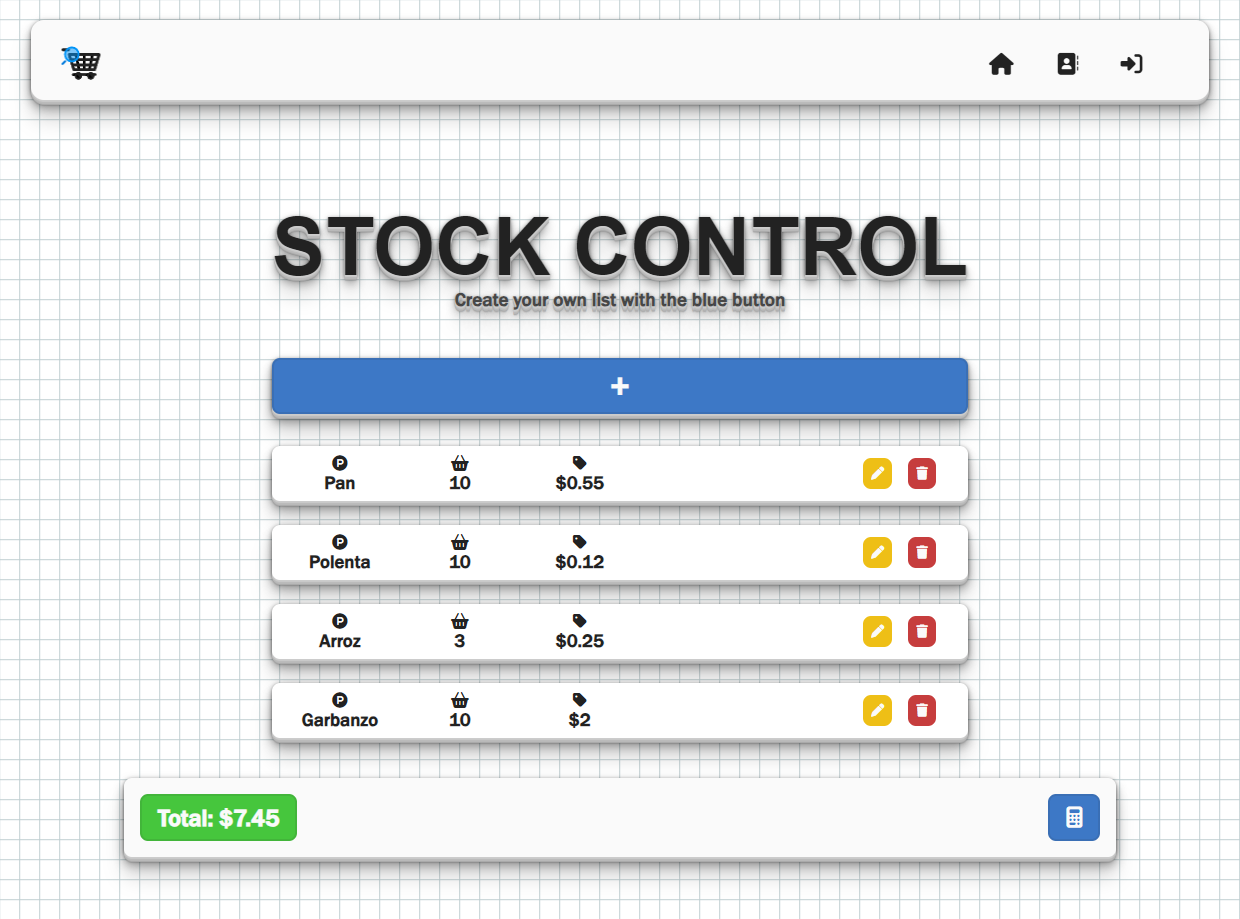 STOCK CONTROL
Create your own list with the blue button
+
P
Pan
10
$0.55
P
Polenta
10
$0.12
P
Arroz
3
$0.25
P
Garbanzo
10
$2
Total: $7.45